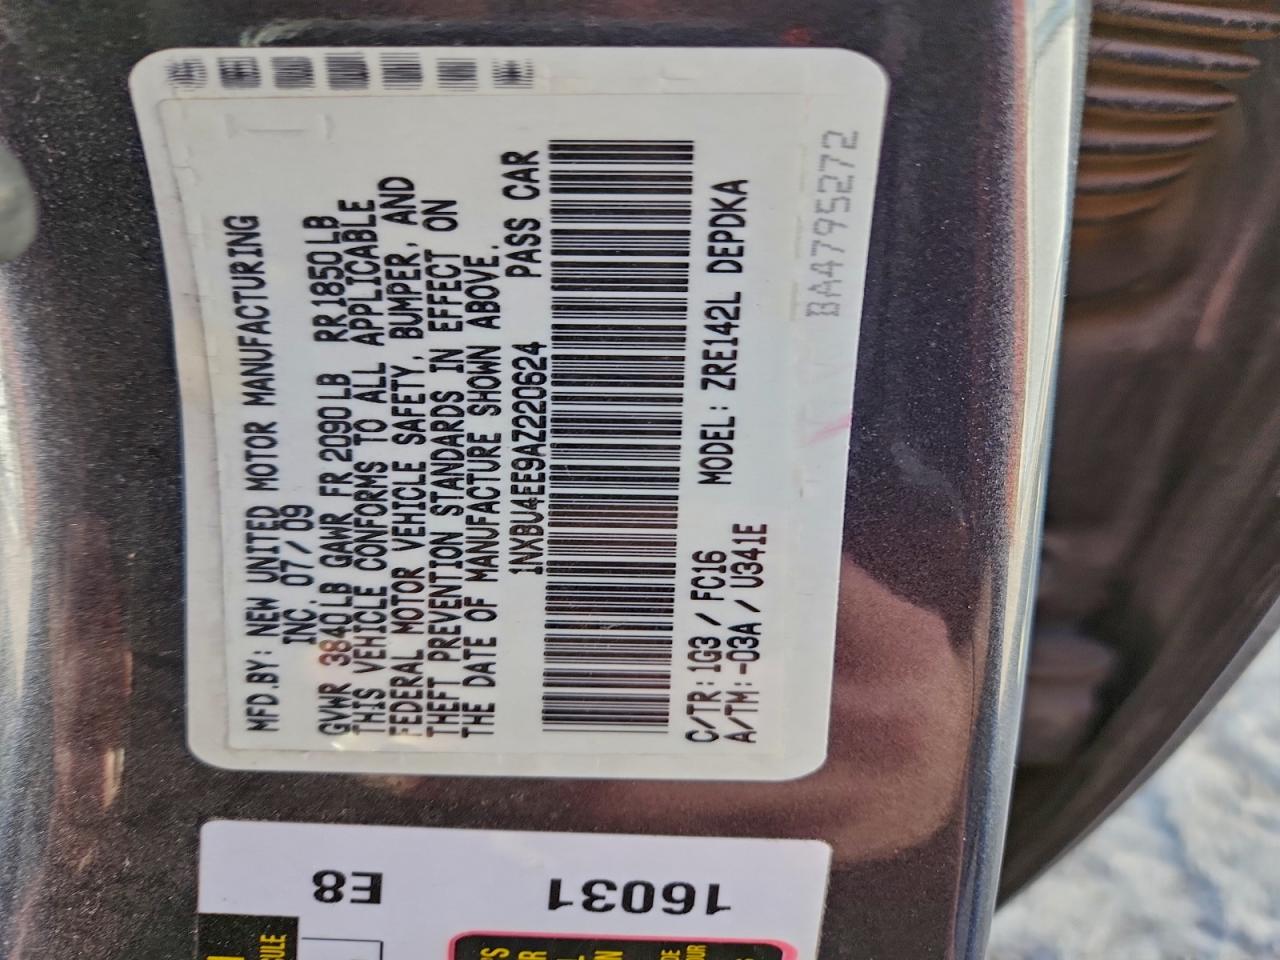 MFD.BY: NEW UNITED MOTOR MANUFACTURING
INC. 07/09
GVWR 3840LB GAWR FR 2090LB RR 1850LB
THIS VEHICLE CONFORMS TO ALL APPLICABLE
FEDERAL MOTOR VEHICLE SAFETY, BUMPER, AND
THEFT PREVENTION STANDARDS IN EFFECT ON
THE DATE OF MANUFACTURE SHOWN ABOVE.
1NXBU4EE9AZ220624 PASS CAR
C/TR: 1G3 / FC16 MODEL: ZRE142L DEPDKA
A/TM: -03A / U341E
BA4795272
E8
16031